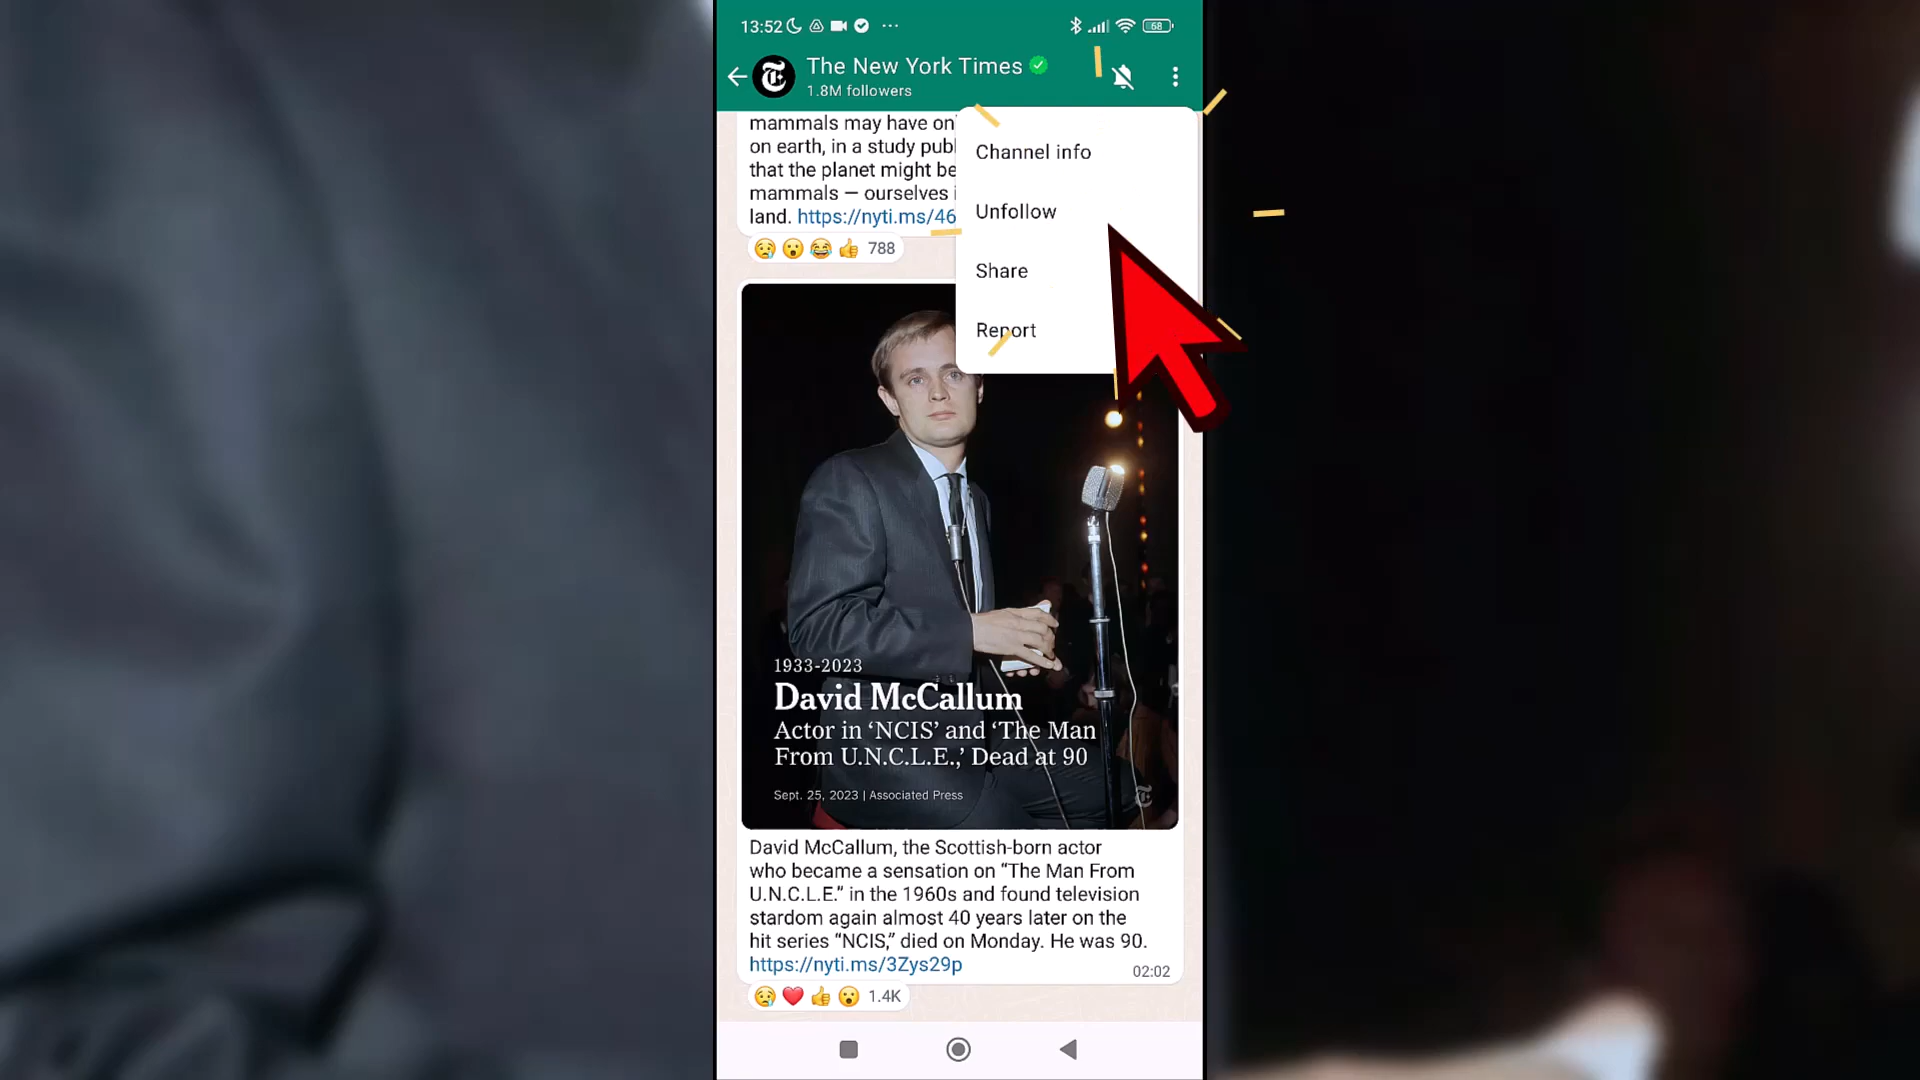 13:52
68
The New York Times
1.8M followers
mammals may have onl
on earth, in a study publ
that the planet might be
mammals — ourselves i
land. https://nyti.ms/46
788
Channel info
Unfollow
Share
Report
1933-2023
David McCallum
Actor in ‘NCIS’ and ‘The Man
From U.N.C.L.E.,’ Dead at 90
Sept. 25, 2023 | Associated Press
David McCallum, the Scottish-born actor
who became a sensation on “The Man From
U.N.C.L.E.” in the 1960s and found television
stardom again almost 40 years later on the
hit series “NCIS,” died on Monday. He was 90.
https://nyti.ms/3Zys29p
02:02
1.4K